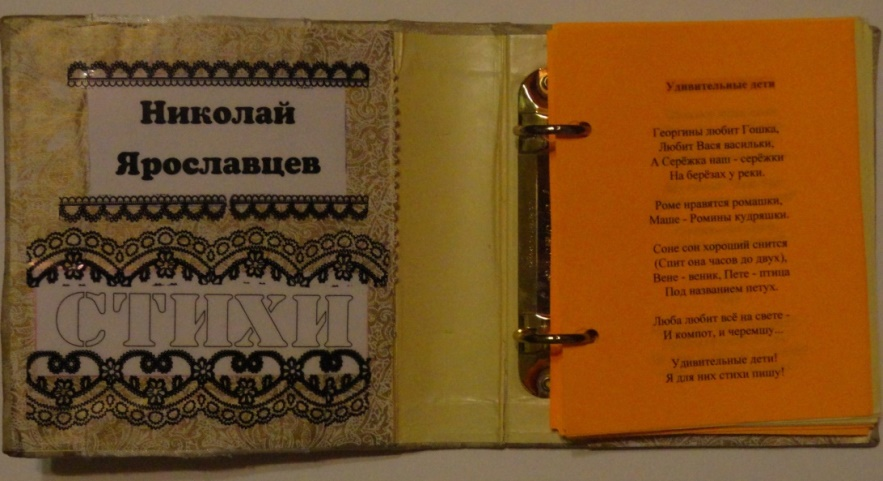 Николай
Ярославцев
СТИХИ
Удивительные дети
Георгины любит Гошка,
Любит Вася васильки,
А Серёжка наш - серёжки
На берёзах у реки.
Роме нравятся ромашки,
Маше - Ромины кудряшки.
Соне сон хороший снится
(Спит она часов до двух),
Вене - веник, Пете - птица
Под названием петух.
Люба любит всё на свете -
И компот, и черемшу...
Удивительные дети!
Я для них стихи пишу!